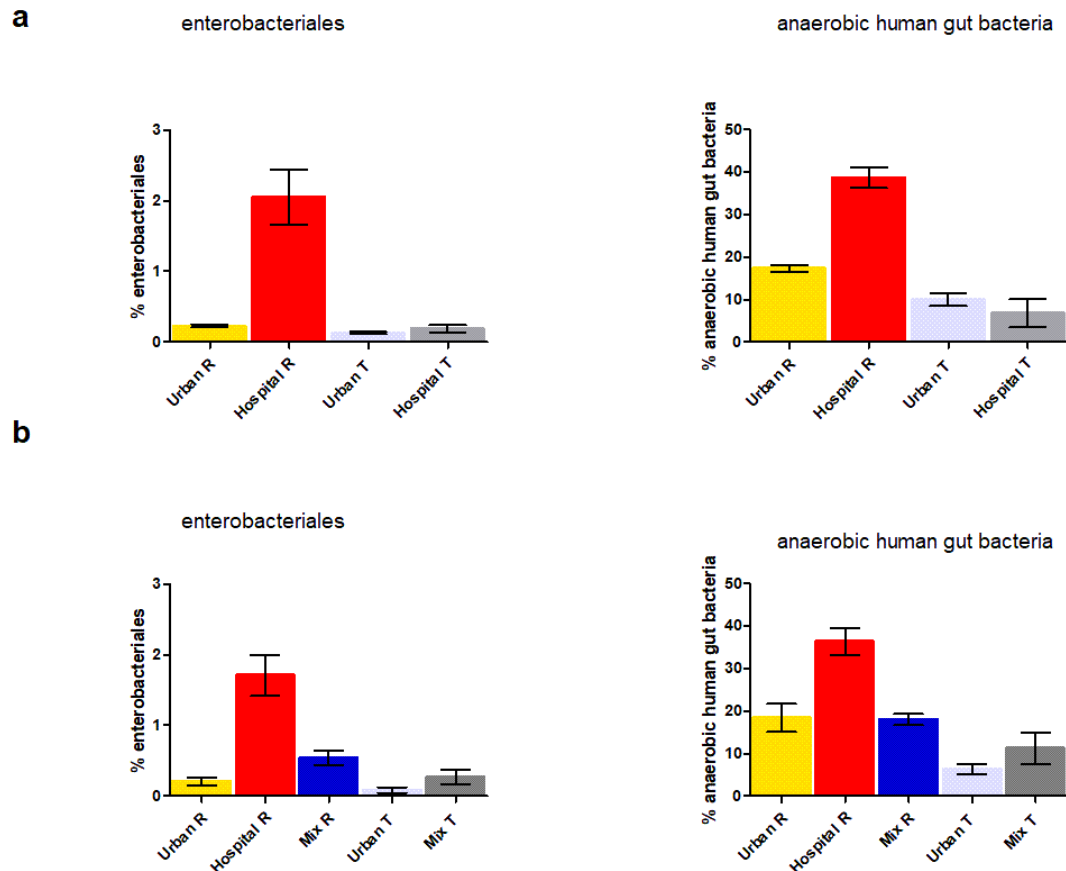 a
enterobacteriales
anaerobic human gut bacteria
% enterobacteriales
3
2
1
0
Urban R
Hospital R
Urban T
Hospital T
% anaerobic human gut bacteria
50
40
30
20
10
0
Urban R
Hospital R
Urban T
Hospital T
b
enterobacteriales
anaerobic human gut bacteria
% enterobacteriales
3
2
1
0
Urban R
Hospital R
Mix R
Urban T
Mix T
% anaerobic human gut bacteria
50
40
30
20
10
0
Urban R
Hospital R
Mix R
Urban T
Mix T